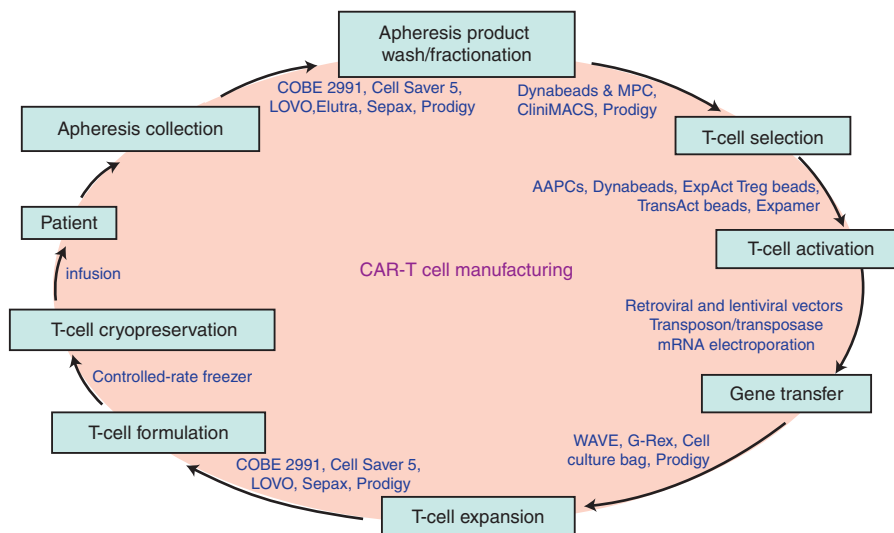 Apheresis product
wash/fractionation
COBE 2991, Cell Saver 5,
LOVO,Elutra, Sepax, Prodigy
Dynabeads & MPC,
CliniMACS, Prodigy
Apheresis collection
T-cell selection
AAPCs, Dynabeads, ExpAct Treg beads,
TransAct beads, Expamer
Patient
T-cell activation
infusion
CAR-T cell manufacturing
Retroviral and lentiviral vectors
Transposon/transposase
mRNA electroporation
T-cell cryopreservation
Controlled-rate freezer
Gene transfer
T-cell formulation
WAVE, G-Rex, Cell
culture bag, Prodigy
COBE 2991, Cell Saver 5,
LOVO, Sepax, Prodigy
T-cell expansion